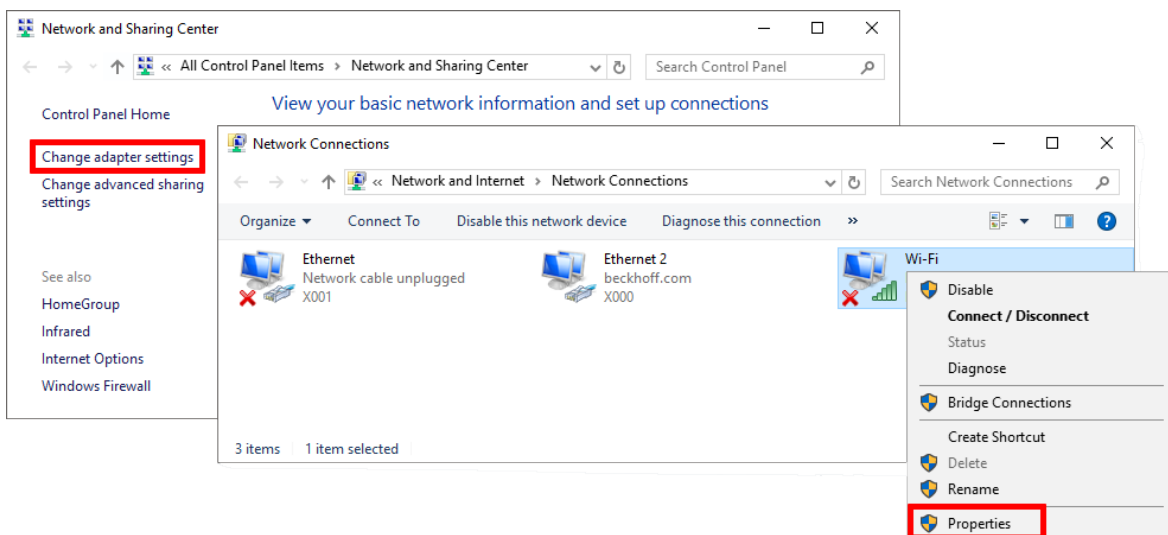 Network and Sharing Center
« All Control Panel Items › Network and Sharing Center
Search Control Panel
Control Panel Home
View your basic network information and set up connections
Change adapter settings
Change advanced sharing
settings
See also
HomeGroup
Infrared
Internet Options
Windows Firewall
Network Connections
« Network and Internet › Network Connections
Search Network Connections
Organize
Connect To
Disable this network device
Diagnose this connection
»
Ethernet
Network cable unplugged
X001
Ethernet 2
beckhoff.com
X000
Wi-Fi
3 items
1 item selected
Disable
Connect / Disconnect
Status
Diagnose
Bridge Connections
Create Shortcut
Delete
Rename
Properties